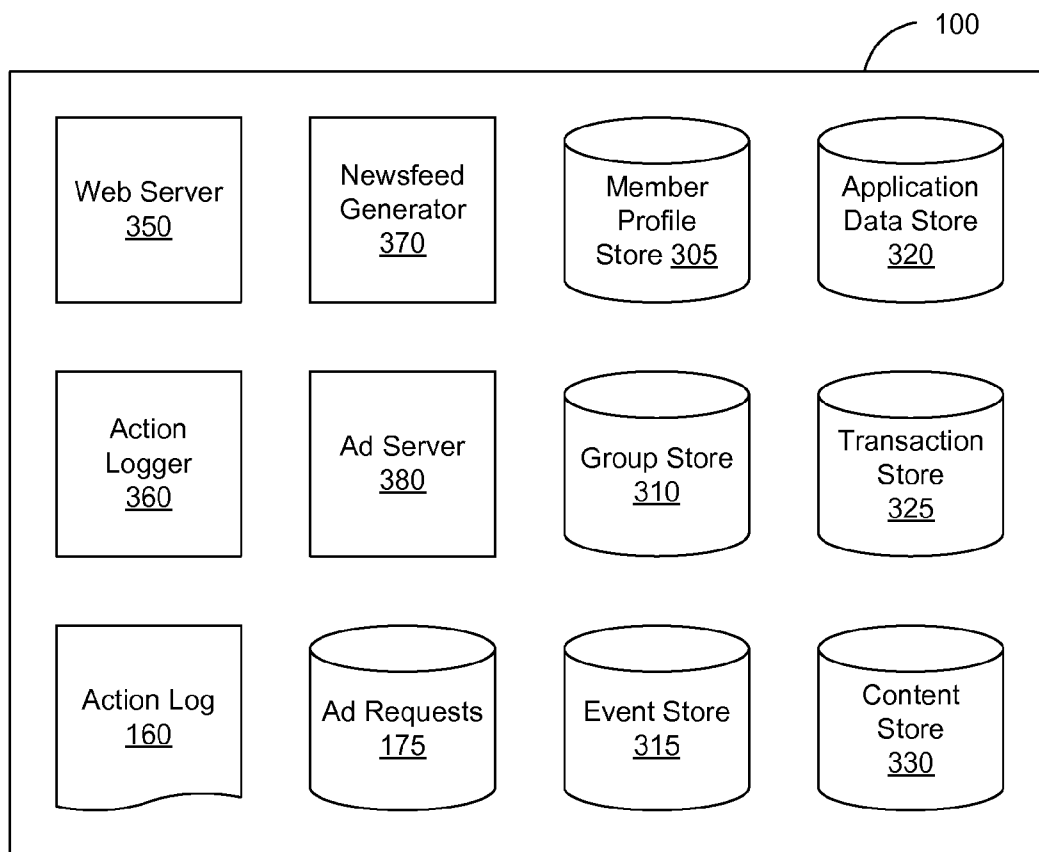 100
Web Server
350
Newsfeed
Generator
370
Member
Profile
Store 305
Application
Data Store
320
Action
Logger
360
Ad Server
380
Group Store
310
Transaction
Store
325
Action Log
160
Ad Requests
175
Event Store
315
Content
Store
330